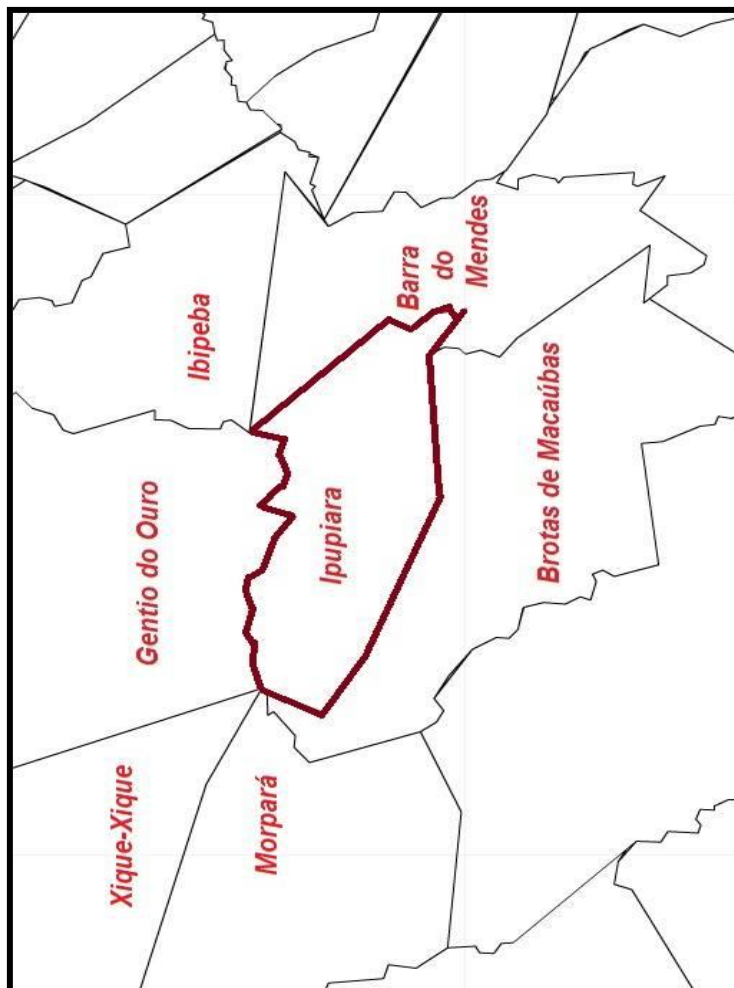 Xique-Xique
Gentio do Ouro
Ibipeba
Morpará
Ipupiara
Barra
do
Mendes
Brotas de Macaúbas